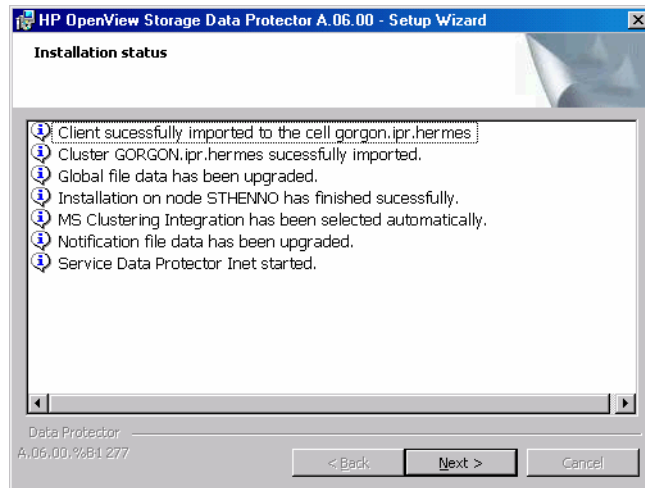 HP OpenView Storage Data Protector A.06.00 - Setup Wizard
Installation status
Client sucessfully imported to the cell gorgon.ipr.hermes
Cluster GORGON.ipr.hermes sucessfully imported.
Global file data has been upgraded.
Installation on node STHENNO has finished sucessfully.
MS Clustering Integration has been selected automatically.
Notification file data has been upgraded.
Service Data Protector Inet started.
Data Protector
A.06.00.%B1 277
< Back
Next >
Cancel